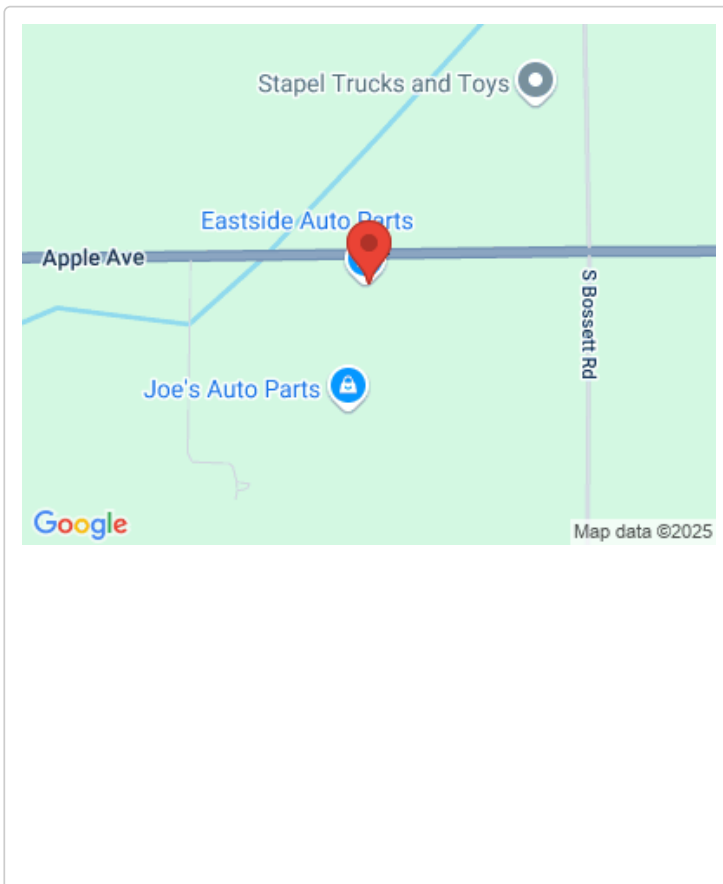 Stapel Trucks and Toys
Eastside Auto Parts
Apple Ave
S Bossett Rd
Joe's Auto Parts
Google
Map data ©2025